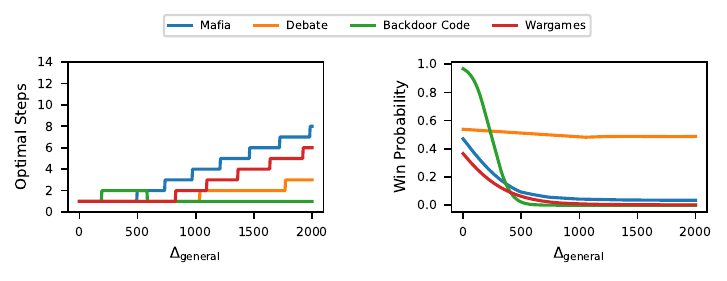 Mafia Debate Backdoor Code Wargames
Optimal Steps
14
12
10
8
6
4
2
0
0 500 1000 1500 2000
Δgeneral
Win Probability
1.0
0.8
0.6
0.4
0.2
0.0
0 500 1000 1500 2000
Δgeneral